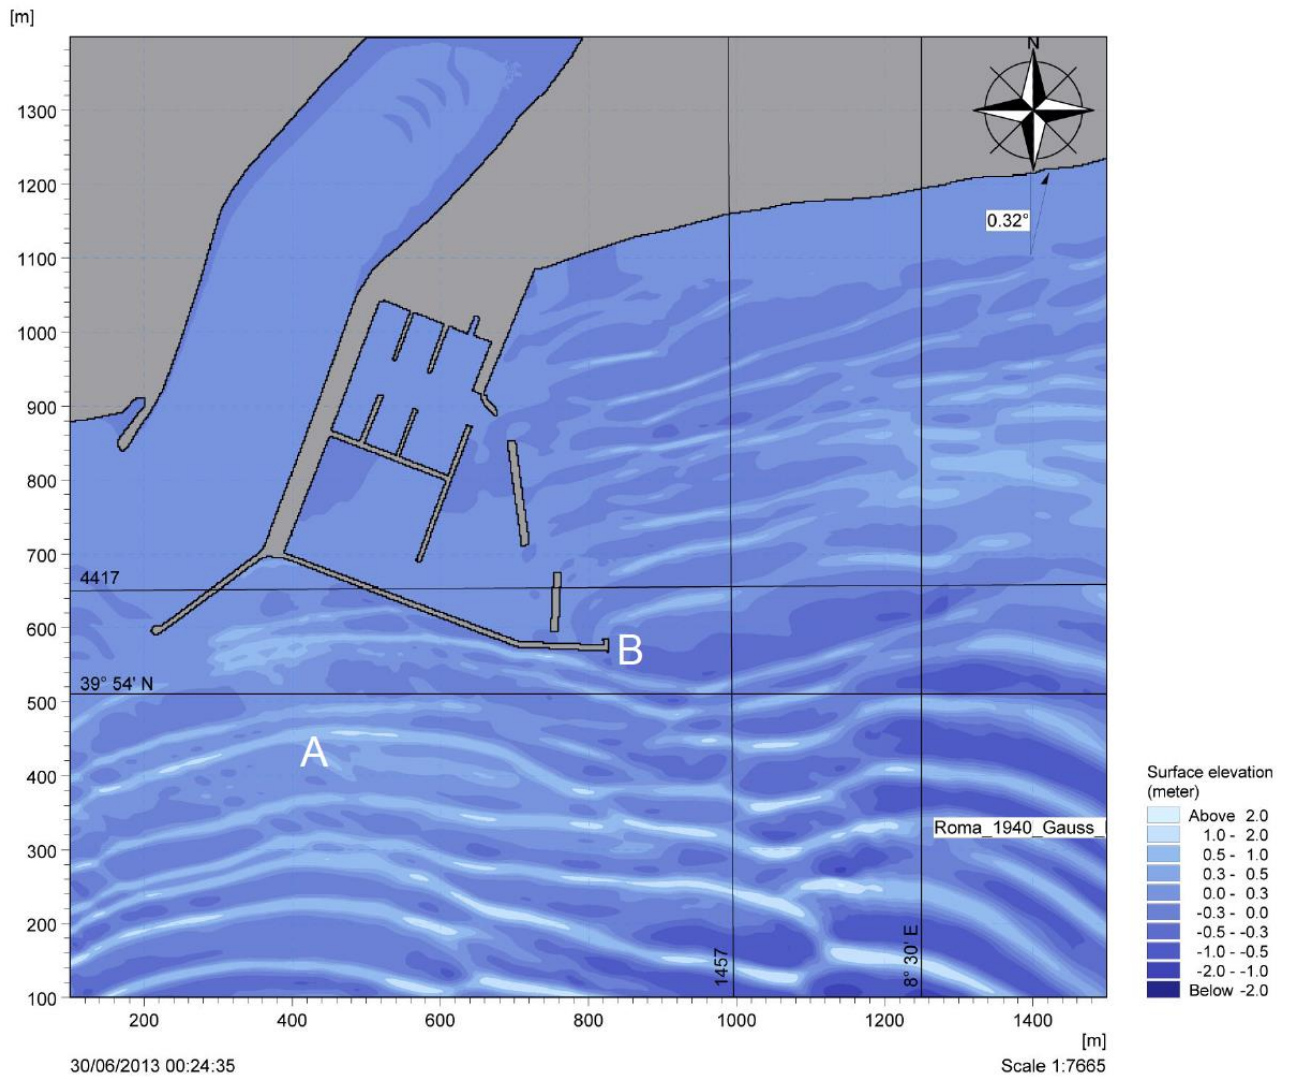 [m]
N
1300
1200
0.32°
1100
1000
900
800
700
4417
600
B
39° 54' N
500
A
400
Surface elevation
(meter)
Above 2.0
1.0 - 2.0
0.5 - 1.0
0.3 - 0.5
0.0 - 0.3
-0.3 - 0.0
-0.5 - -0.3
-1.0 - -0.5
-2.0 - -1.0
Below -2.0
Roma_1940_Gauss_
300
200
1457
8° 30' E
100
200 400 600 800 1000 1200 1400
[m]
30/06/2013 00:24:35
Scale 1:7665